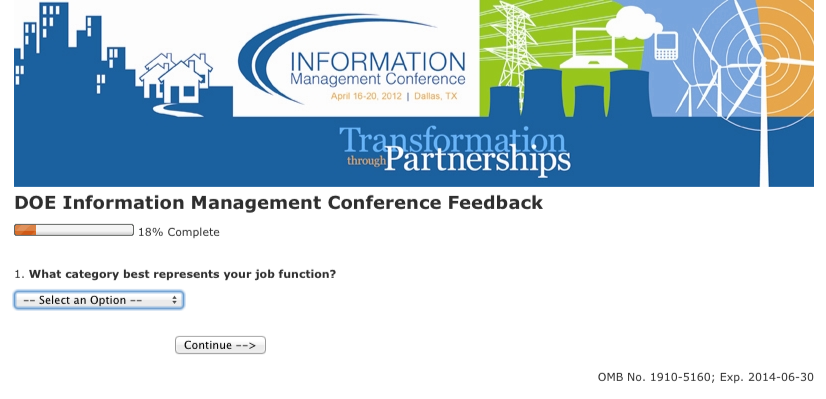 INFORMATION
Management Conference
April 16-20, 2012 | Dallas, TX
Transformation
through Partnerships
DOE Information Management Conference Feedback
18% Complete
1. What category best represents your job function?
-- Select an Option --
Continue -->
OMB No. 1910-5160; Exp. 2014-06-30